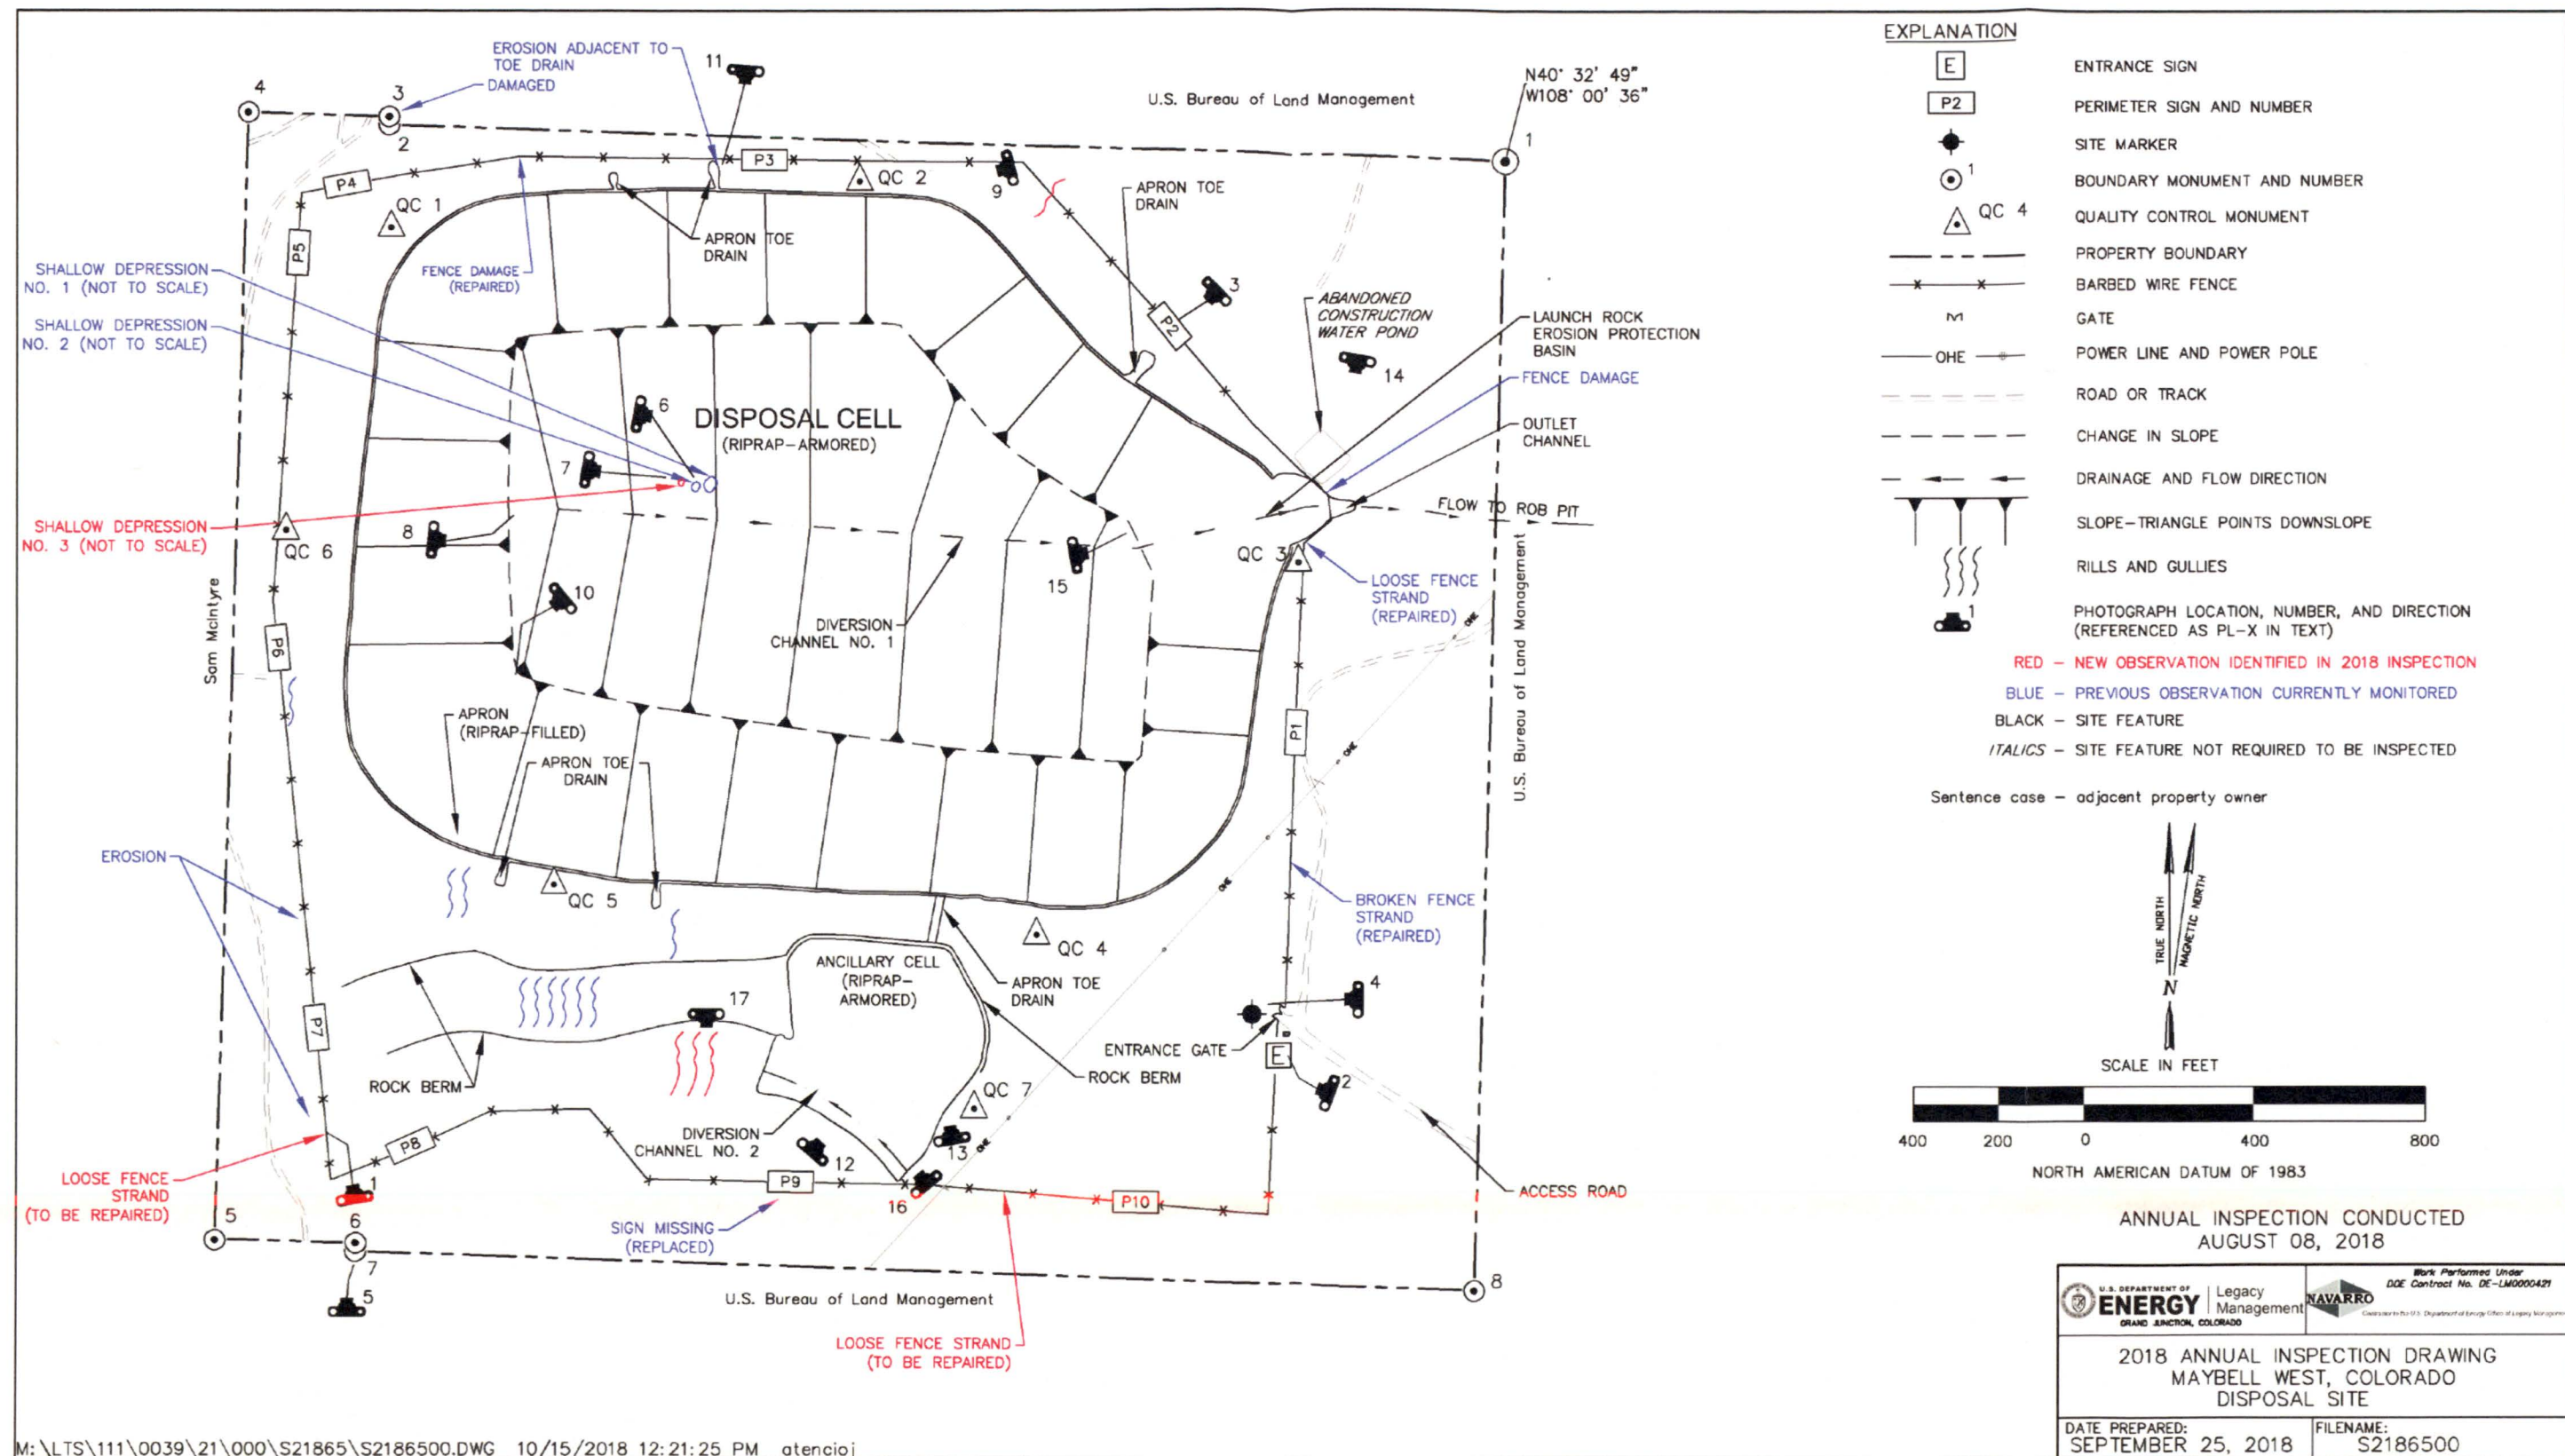 EROSION ADJACENT TO
TOE DRAIN
DAMAGED
11
4
3
2
U.S. Bureau of Land Management
N40° 32' 49"
W108° 00' 36"
1
P3
P4
QC 2
9
QC 1
APRON TOE
DRAIN
APRON TOE
DRAIN
P5
SHALLOW DEPRESSION
NO. 1 (NOT TO SCALE)
FENCE DAMAGE
(REPAIRED)
3
P2
ABANDONED
CONSTRUCTION
WATER POND
SHALLOW DEPRESSION
NO. 2 (NOT TO SCALE)
LAUNCH ROCK
EROSION PROTECTION
BASIN
14
FENCE DAMAGE
6
DISPOSAL CELL
(RIPRAP-ARMORED)
OUTLET
CHANNEL
7
SHALLOW DEPRESSION
NO. 3 (NOT TO SCALE)
FLOW TO ROB PIT
QC 6
8
QC 3
15
10
LOOSE FENCE
STRAND
(REPAIRED)
Sam McIntyre
U.S. Bureau of Land Management
DIVERSION
CHANNEL NO. 1
OHE
P6
APRON
(RIPRAP-FILLED)
P1
OHE
APRON TOE
DRAIN
EROSION
QC 5
OHE
BROKEN FENCE
STRAND
(REPAIRED)
QC 4
ANCILLARY CELL
(RIPRAP-
ARMORED)
APRON TOE
DRAIN
4
17
P7
ENTRANCE GATE
E
ROCK BERM
ROCK BERM
2
QC 7
DIVERSION
CHANNEL NO. 2
P8
OHE
13
12
LOOSE FENCE
STRAND
(TO BE REPAIRED)
1
P9
16
P10
ACCESS ROAD
5
6
SIGN MISSING
(REPLACED)
7
5
8
U.S. Bureau of Land Management
LOOSE FENCE STRAND
(TO BE REPAIRED)
M:\LTS\111\0039\21\000\S21865\S2186500.DWG 10/15/2018 12:21:25 PM atencioj
EXPLANATION
E ENTRANCE SIGN
P2 PERIMETER SIGN AND NUMBER
SITE MARKER
1 BOUNDARY MONUMENT AND NUMBER
QC 4 QUALITY CONTROL MONUMENT
PROPERTY BOUNDARY
BARBED WIRE FENCE
GATE
OHE POWER LINE AND POWER POLE
ROAD OR TRACK
CHANGE IN SLOPE
DRAINAGE AND FLOW DIRECTION
SLOPE-TRIANGLE POINTS DOWNSLOPE
RILLS AND GULLIES
1 PHOTOGRAPH LOCATION, NUMBER, AND DIRECTION
(REFERENCED AS PL-X IN TEXT)
RED - NEW OBSERVATION IDENTIFIED IN 2018 INSPECTION
BLUE - PREVIOUS OBSERVATION CURRENTLY MONITORED
BLACK - SITE FEATURE
ITALICS - SITE FEATURE NOT REQUIRED TO BE INSPECTED
Sentence case - adjacent property owner
TRUE NORTH
MAGNETIC NORTH
N
SCALE IN FEET
400 200 0 400 800
NORTH AMERICAN DATUM OF 1983
ANNUAL INSPECTION CONDUCTED
AUGUST 08, 2018
U.S. DEPARTMENT OF
ENERGY
GRAND JUNCTION, COLORADO
Legacy
Management
NAVARRO
Work Performed Under
DOE Contract No. DE-LM0000421
Contractor to the U.S. Department of Energy Office of Legacy Management
2018 ANNUAL INSPECTION DRAWING
MAYBELL WEST, COLORADO
DISPOSAL SITE
DATE PREPARED:
SEPTEMBER 25, 2018
FILENAME:
S2186500